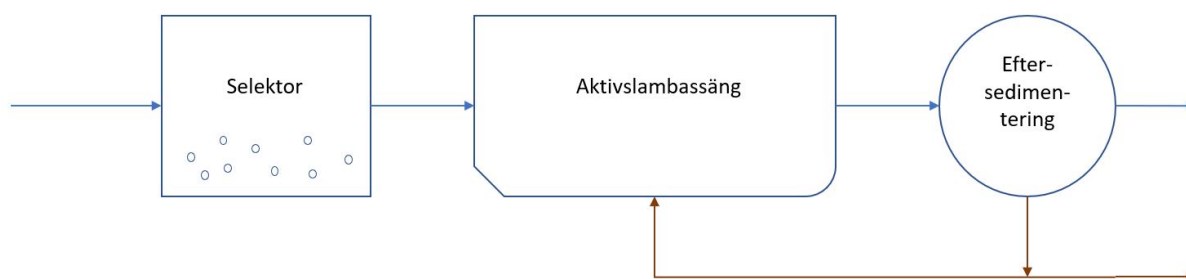 Selektor
Aktivslambassäng
Efter-
sedimen-
tering